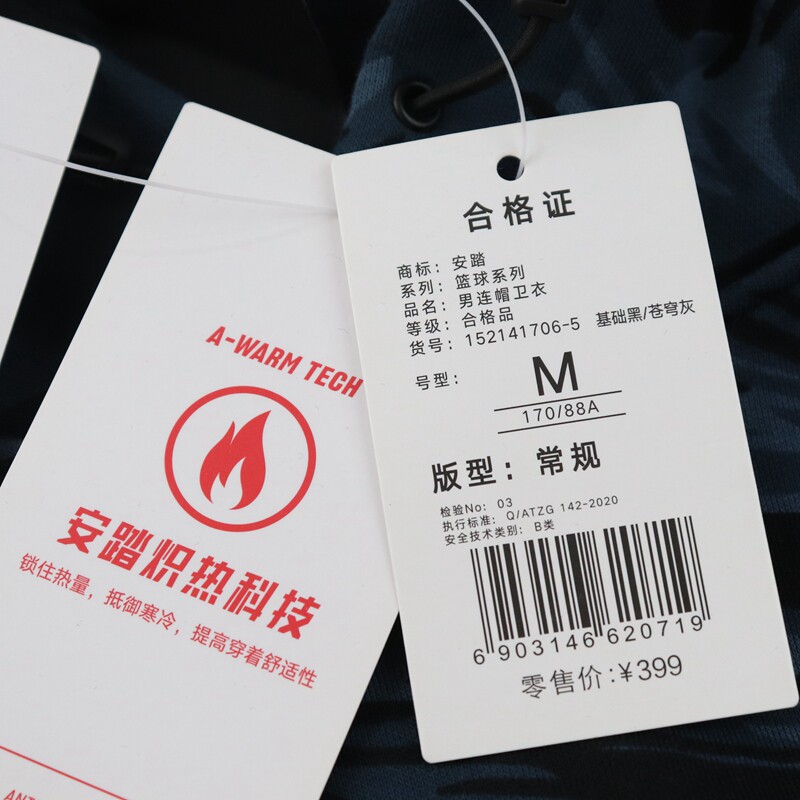 A-WARM TECH
安踏炽热科技
锁住热量，抵御寒冷，提高穿着舒适性
合格证
商标：安踏
系列：篮球系列
品名：男连帽卫衣
等级：合格品
货号：152141706-5 基础黑/苍穹灰
号型：M
170/88A
版型：常规
检验No: 03
执行标准: Q/ATZG 142-2020
安全技术类别: B类
6 903146 620719
零售价:¥399